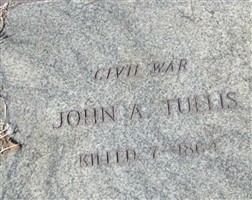 CIVIL WAR
JOHN A TULLIS
KILLED 7-1864